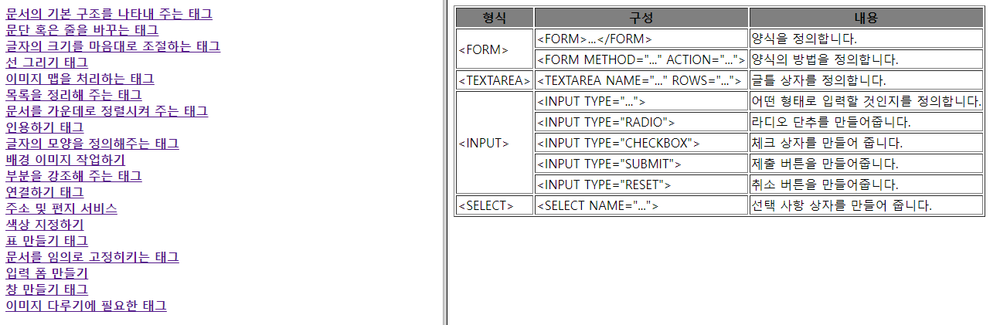 문서의 기본 구조를 나타내 주는 태그
문단 혹은 줄을 바꾸는 태그
글자의 크기를 마음대로 조절하는 태그
선 그리기 태그
이미지 맵을 처리하는 태그
목록을 정리해 주는 태그
문서를 가운데로 정렬시켜 주는 태그
인용하기 태그
글자의 모양을 정의해주는 태그
배경 이미지 작업하기
부분을 강조해 주는 태그
연결하기 태그
주소 및 편지 서비스
색상 지정하기
표 만들기 태그
문서를 임의로 고정히키는 태그
입력 폼 만들기
창 만들기 태그
이미지 다루기에 필요한 태그
형식 구성 내용
<FORM> <FORM>...</FORM> 양식을 정의합니다.
<FORM METHOD="..." ACTION="..."> 양식의 방법을 정의합니다.
<TEXTAREA> <TEXTAREA NAME="..." ROWS="..."> 글틀 상자를 정의합니다.
<INPUT> <INPUT TYPE="..."> 어떤 형태로 입력할 것인지를 정의합니다.
<INPUT TYPE="RADIO"> 라디오 단추를 만들어줍니다.
<INPUT TYPE="CHECKBOX"> 체크 상자를 만들어 줍니다.
<INPUT TYPE="SUBMIT"> 제출 버튼을 만들어줍니다.
<INPUT TYPE="RESET"> 취소 버튼을 만들어줍니다.
<SELECT> <SELECT NAME="..."> 선택 사항 상자를 만들어 줍니다.